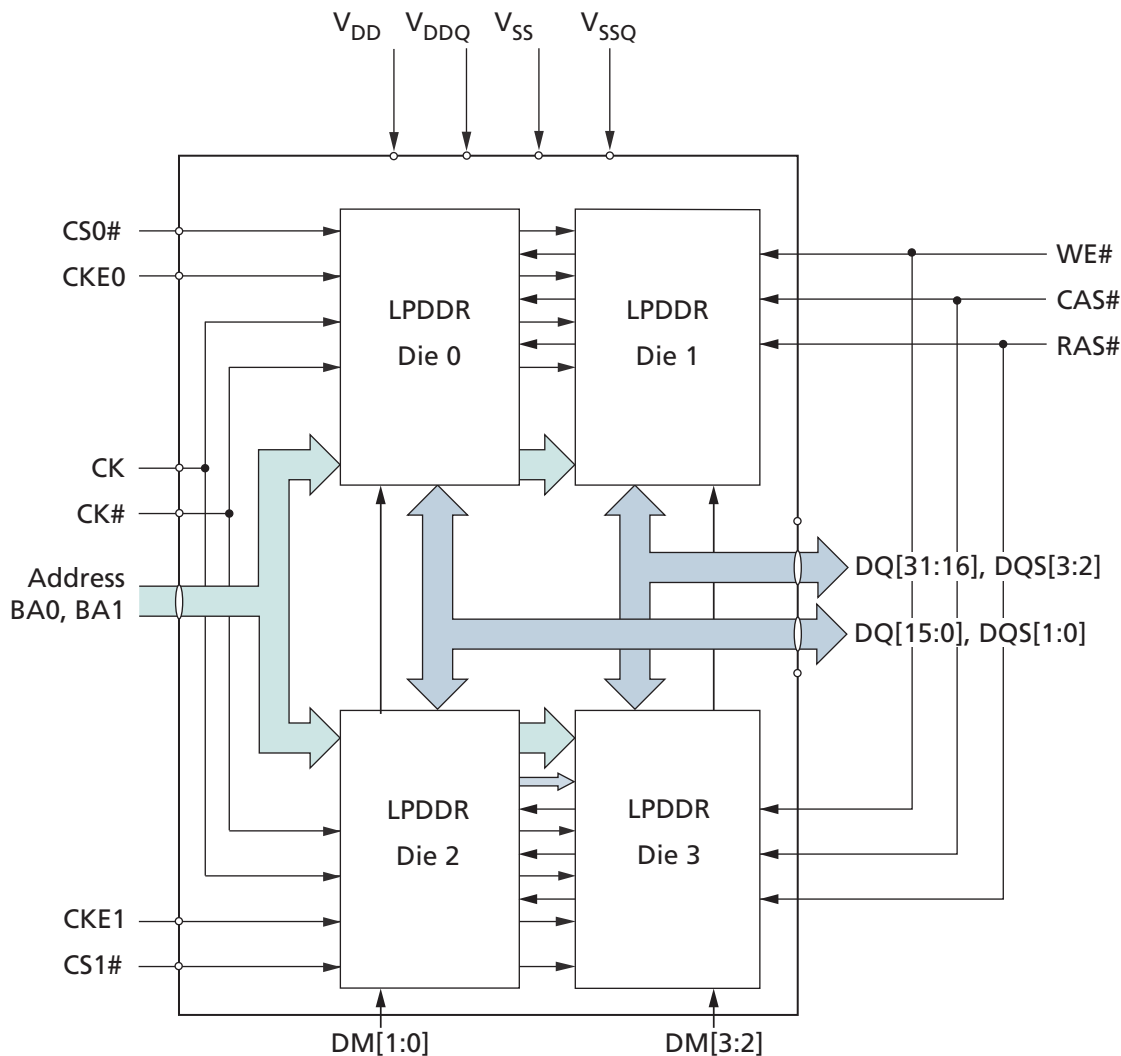 VDD VDDQ VSS VSSQ
CS0#
CKE0
CK
CK#
Address
BA0, BA1
CKE1
CS1#
LPDDR
Die 0
LPDDR
Die 1
WE#
CAS#
RAS#
DQ[31:16], DQS[3:2]
DQ[15:0], DQS[1:0]
LPDDR
Die 2
LPDDR
Die 3
DM[1:0]
DM[3:2]